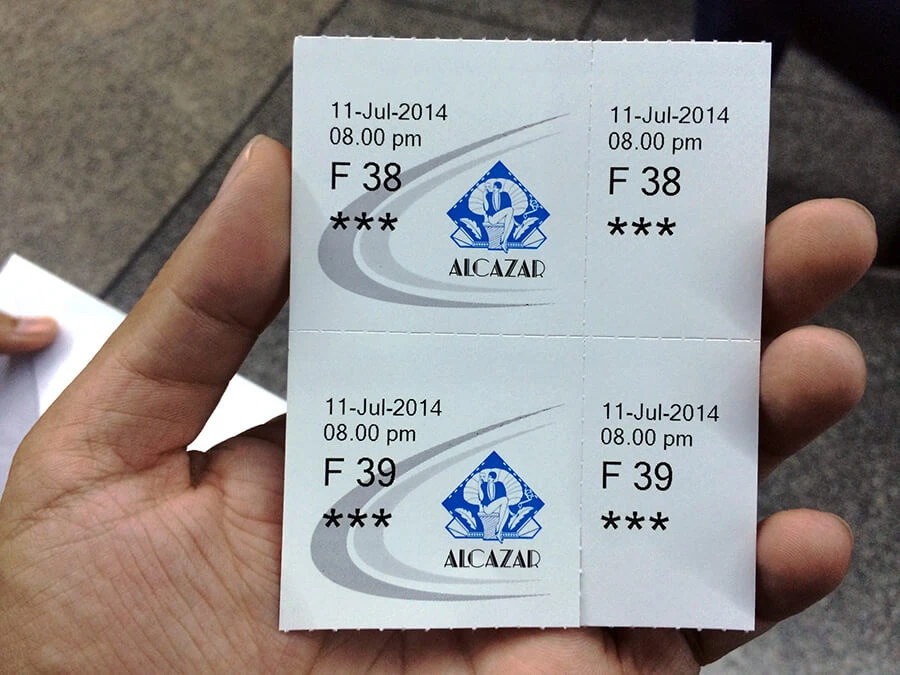 11-Jul-2014
08.00 pm
F 38
***
ALCAZAR
11-Jul-2014
08.00 pm
F 38
***
11-Jul-2014
08.00 pm
F 39
***
ALCAZAR
11-Jul-2014
08.00 pm
F 39
***